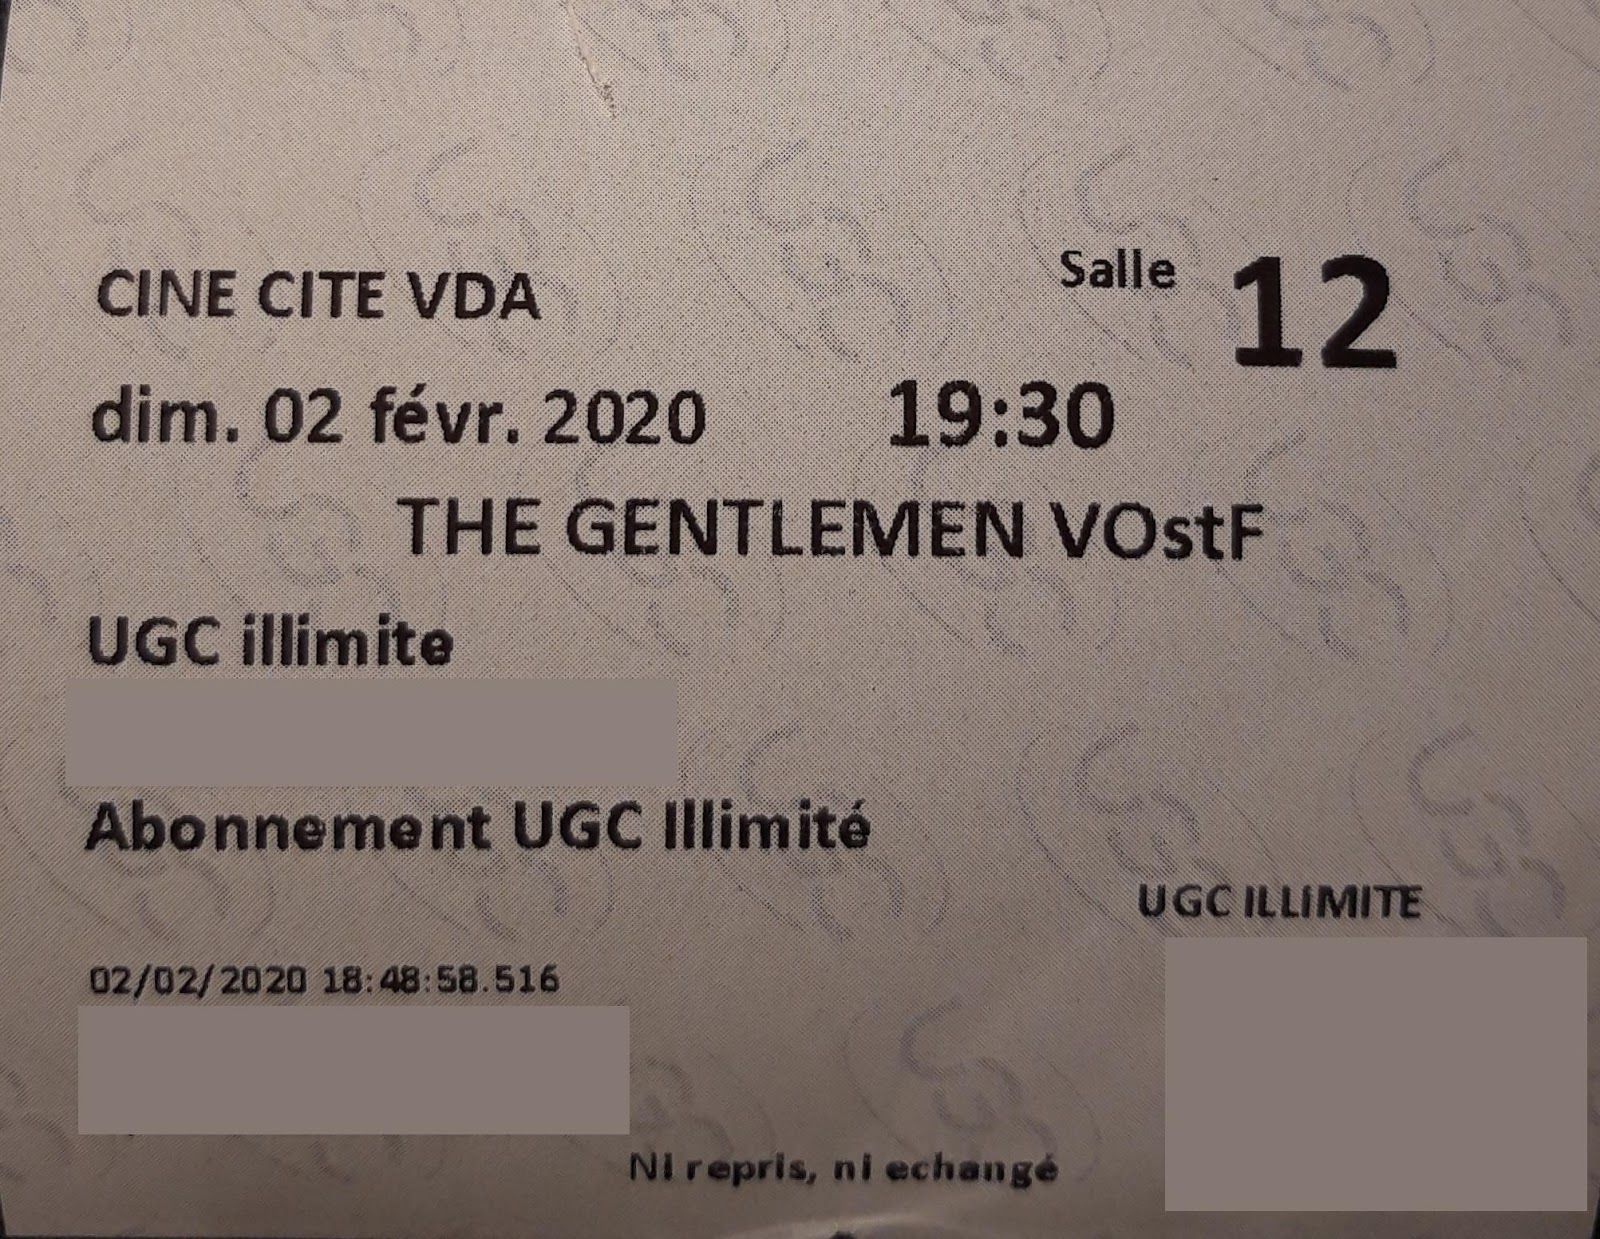 CINE CITE VDA
Salle 12
dim. 02 févr. 2020 19:30
THE GENTLEMEN VOstF
UGC illimite
Abonnement UGC Illimité
UGC ILLIMITE
02/02/2020 18:48:58.516
Ni repris, ni echangé